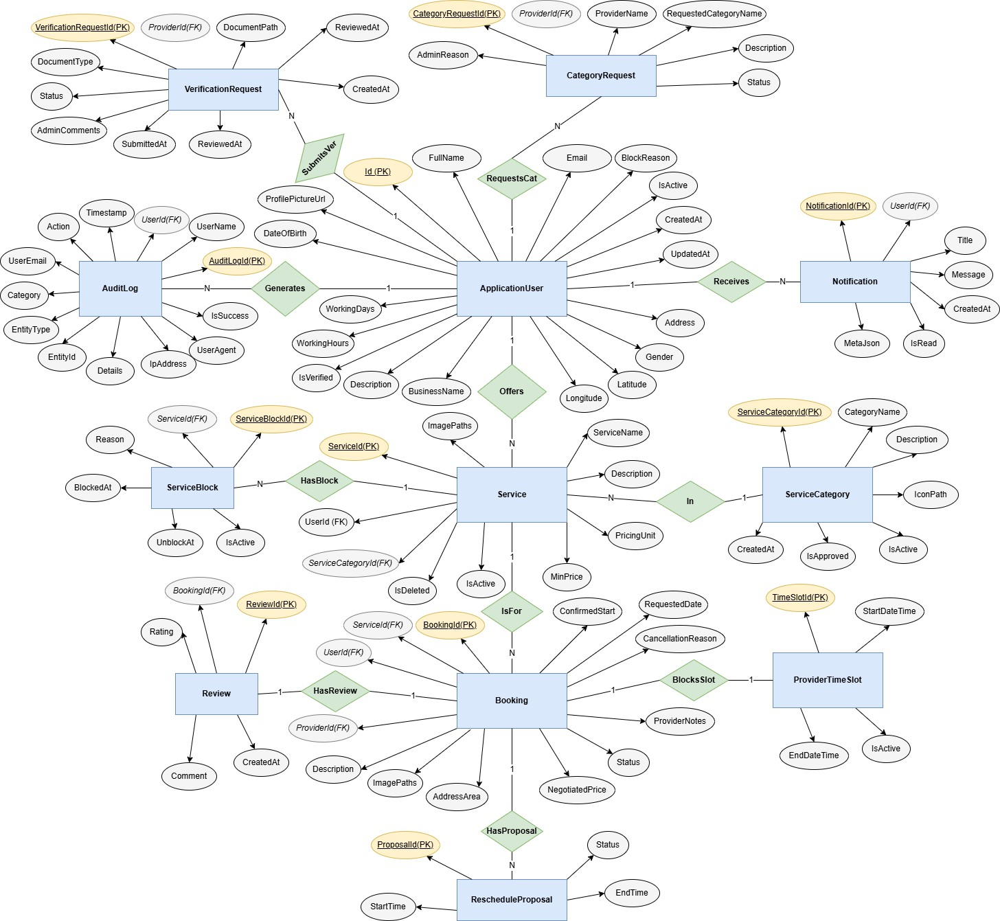 VerificationRequestId(PK)
ProviderId(FK)
DocumentPath
ReviewedAt
DocumentType
Status
VerificationRequest
CreatedAt
AdminComments
SubmittedAt
ReviewedAt
N
SubmitsVer
1
CategoryRequestId(PK)
ProviderId(FK)
ProviderName
RequestedCategoryName
AdminReason
CategoryRequest
Description
Status
N
RequestsCat
1
Id (PK)
FullName
Email
BlockReason
IsActive
ProfilePictureUrl
DateOfBirth
CreatedAt
UpdatedAt
ApplicationUser
WorkingDays
WorkingHours
IsVerified
Description
BusinessName
Longitude
Latitude
Gender
Address
Action
Timestamp
UserId(FK)
UserName
UserEmail
AuditLogId(PK)
AuditLog
Category
EntityType
EntityId
Details
IpAddress
UserAgent
IsSuccess
N
Generates
1
1
Receives
N
NotificationId(PK)
UserId(FK)
Title
Notification
Message
CreatedAt
MetaJson
IsRead
1
Offers
N
ServiceId(FK)
ServiceBlockId(PK)
Reason
ServiceBlock
BlockedAt
UnblockAt
IsActive
N
HasBlock
1
ImagePaths
ServiceName
ServiceId(PK)
Description
Service
UserId (FK)
PricingUnit
ServiceCategoryId(FK)
IsDeleted
IsActive
MinPrice
N
In
1
ServiceCategoryId(PK)
CategoryName
Description
ServiceCategory
IconPath
CreatedAt
IsApproved
IsActive
1
IsFor
N
BookingId(FK)
ReviewId(PK)
Rating
Review
Comment
CreatedAt
1
HasReview
1
ServiceId(FK)
BookingId(PK)
ConfirmedStart
RequestedDate
UserId(FK)
CancellationReason
Booking
ProviderId(FK)
ProviderNotes
Description
ImagePaths
AddressArea
NegotiatedPrice
Status
1
BlocksSlot
1
TimeSlotId(PK)
StartDateTime
ProviderTimeSlot
EndDateTime
IsActive
1
HasProposal
N
ProposalId(PK)
Status
RescheduleProposal
StartTime
EndTime